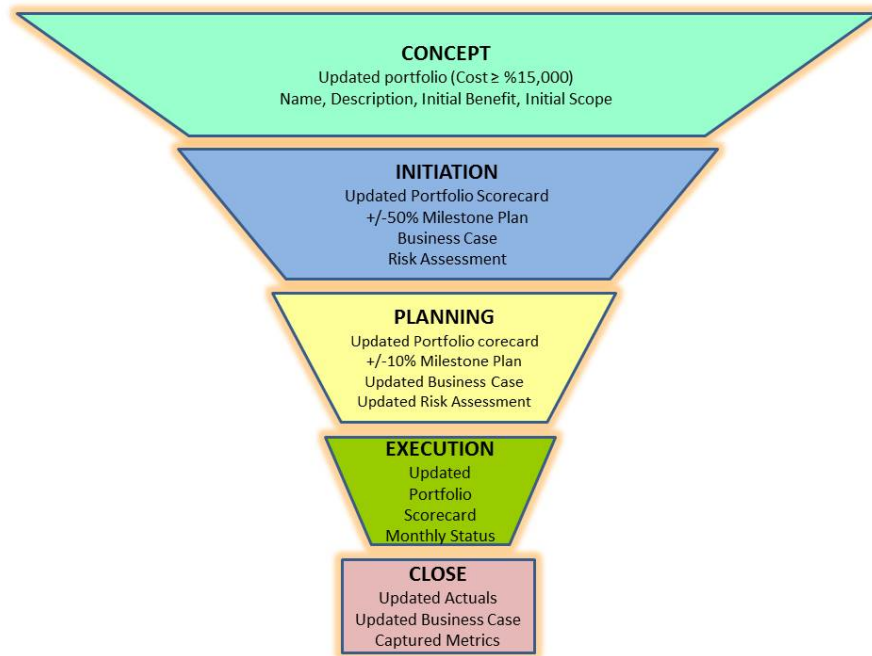 CONCEPT
Updated portfolio (Cost ≥ %15,000)
Name, Description, Initial Benefit, Initial Scope
INITIATION
Updated Portfolio Scorecard
+/-50% Milestone Plan
Business Case
Risk Assessment
PLANNING
Updated Portfolio corecard
+/-10% Milestone Plan
Updated Business Case
Updated Risk Assessment
EXECUTION
Updated
Portfolio
Scorecard
Monthly Status
CLOSE
Updated Actuals
Updated Business Case
Captured Metrics